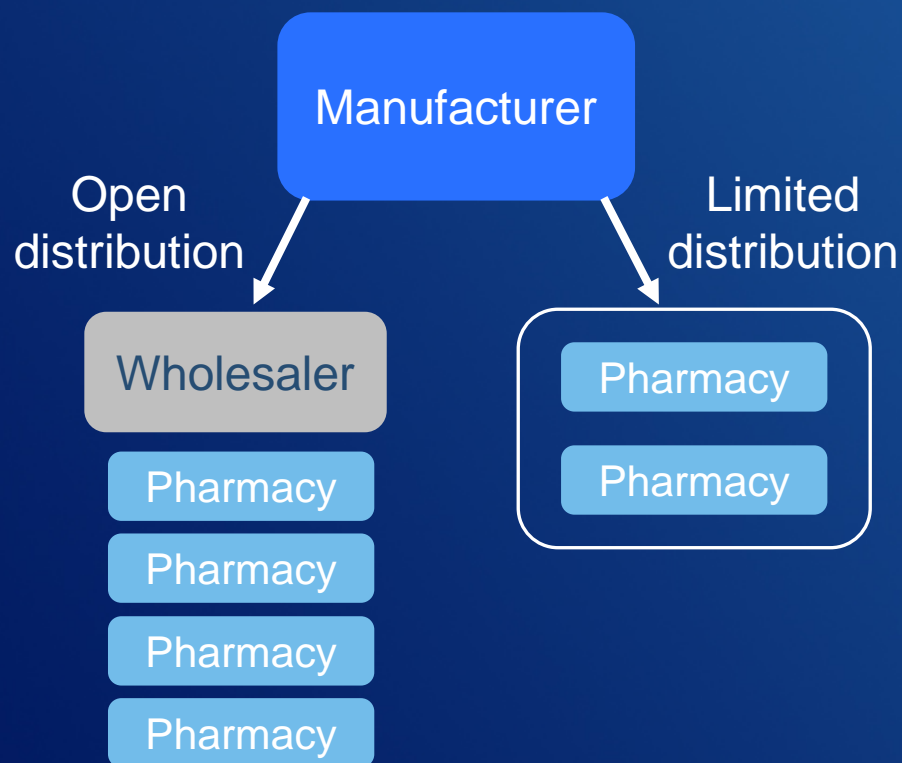 Manufacturer
Open
distribution
Limited
distribution
Wholesaler
Pharmacy
Pharmacy
Pharmacy
Pharmacy
Pharmacy
Pharmacy